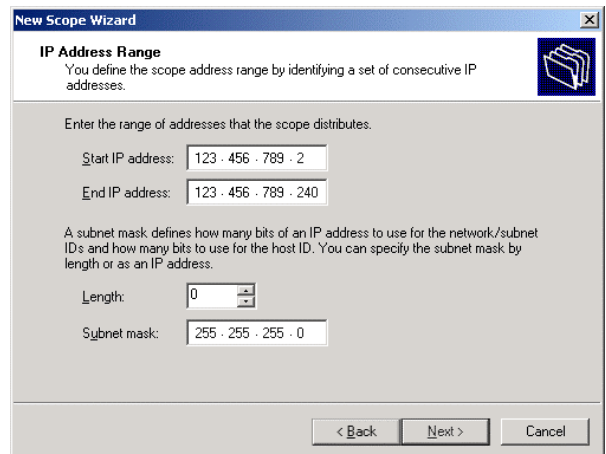 New Scope Wizard
IP Address Range
You define the scope address range by identifying a set of consecutive IP
addresses.
Enter the range of addresses that the scope distributes.
Start IP address: 123 . 456 . 789 . 2
End IP address: 123 . 456 . 789 . 240
A subnet mask defines how many bits of an IP address to use for the network/subnet
IDs and how many bits to use for the host ID. You can specify the subnet mask by
length or as an IP address.
Length: 0
Subnet mask: 255 . 255 . 255 . 0
< Back Next > Cancel